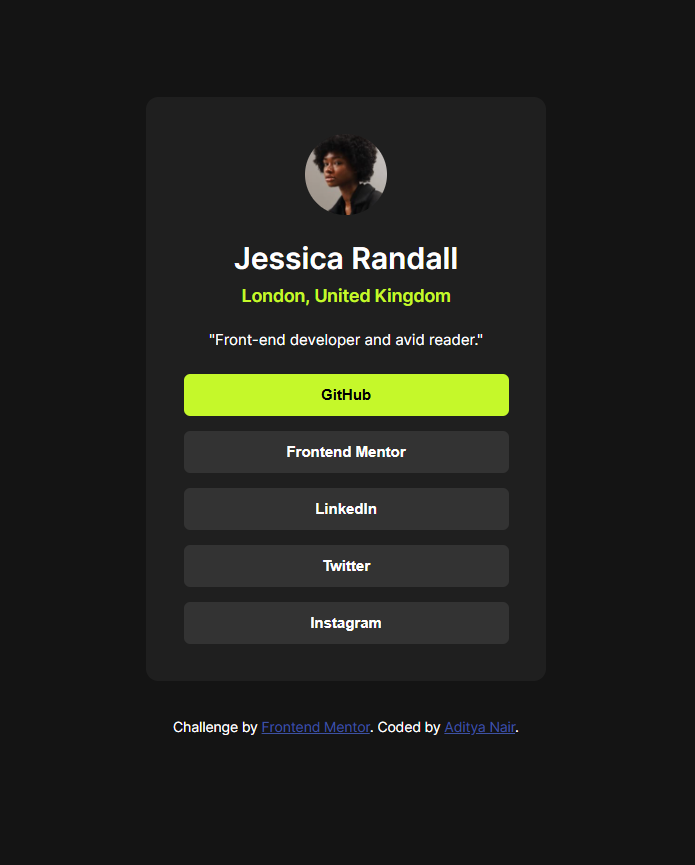 Jessica Randall
London, United Kingdom
"Front-end developer and avid reader."
GitHub
Frontend Mentor
LinkedIn
Twitter
Instagram
Challenge by Frontend Mentor. Coded by Aditya Nair.